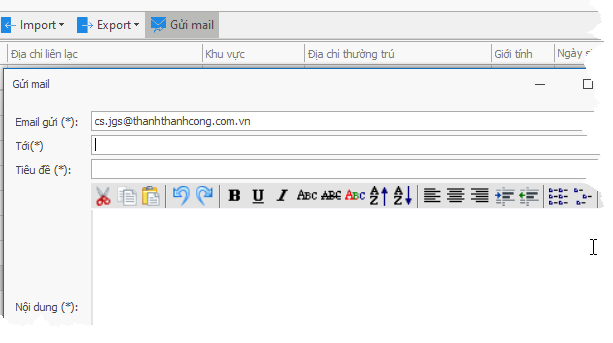 Import Export Gửi mail
Địa chỉ liên lạc Khu vực Địa chỉ thường trú Giới tính Ngày
Gửi mail
Email gửi (*): cs.jgs@thanhthanhcong.com.vn
Tới(*)
Tiêu đề (*):
B U I ABC ABC ABC A Z A Z
Nội dung (*):